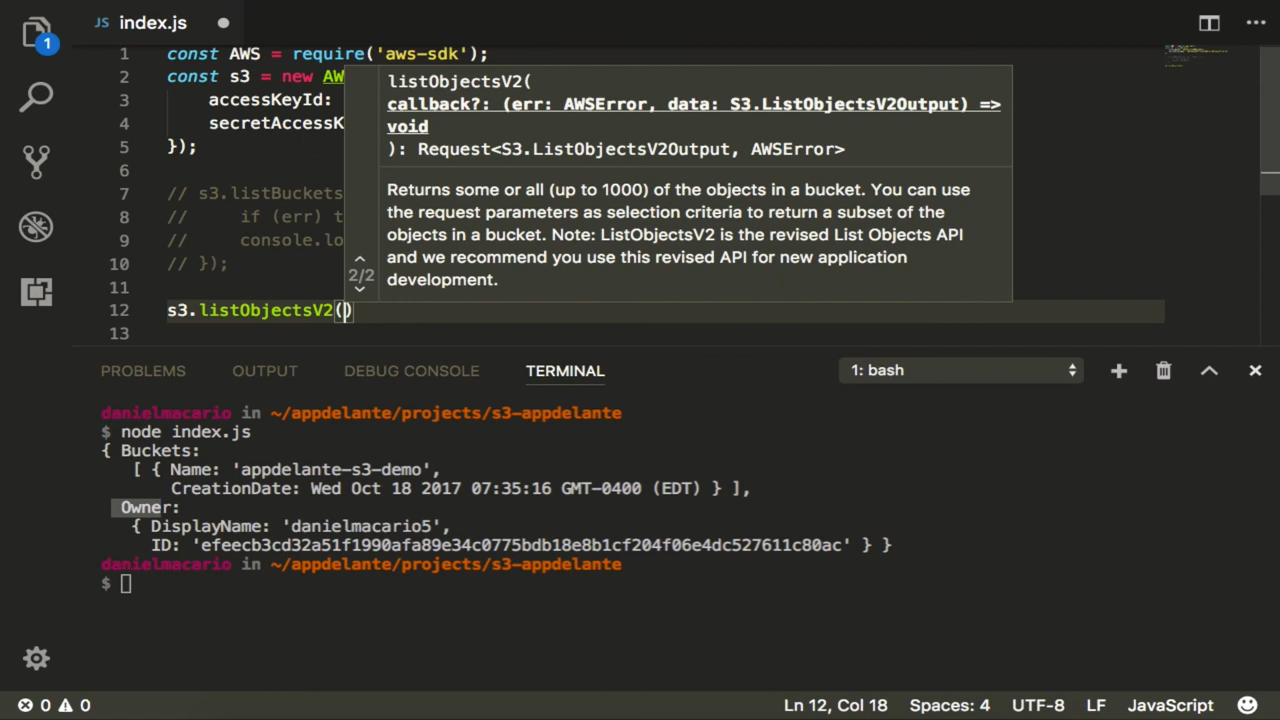 1
JS index.js
1 const AWS = require('aws-sdk');
2 const s3 = new AW
3 accessKeyId:
4 secretAccessK
5 });
6
7 // s3.listBuckets
8 // if (err) t
9 // console.lo
10 // });
11
12 s3.listObjectsV2()
13
listObjectsV2(
callback?: (err: AWSError, data: S3.ListObjectsV2Output) =>
void
): Request<S3.ListObjectsV2Output, AWSError>
2/2
Returns some or all (up to 1000) of the objects in a bucket. You can use
the request parameters as selection criteria to return a subset of the
objects in a bucket. Note: ListObjectsV2 is the revised List Objects API
and we recommend you use this revised API for new application
development.
PROBLEMS OUTPUT DEBUG CONSOLE TERMINAL 1: bash
danielmacario in ~/appdelante/projects/s3-appdelante
$ node index.js
{ Buckets:
[ { Name: 'appdelante-s3-demo',
CreationDate: Wed Oct 18 2017 07:35:16 GMT-0400 (EDT) } ],
Owner:
{ DisplayName: 'danielmacario5',
ID: 'efeecb3cd32a51f1990afa89e34c0775bdb18e8b1cf204f06e4dc527611c80ac' } }
danielmacario in ~/appdelante/projects/s3-appdelante
$
0 0 Ln 12, Col 18 Spaces: 4 UTF-8 LF JavaScript